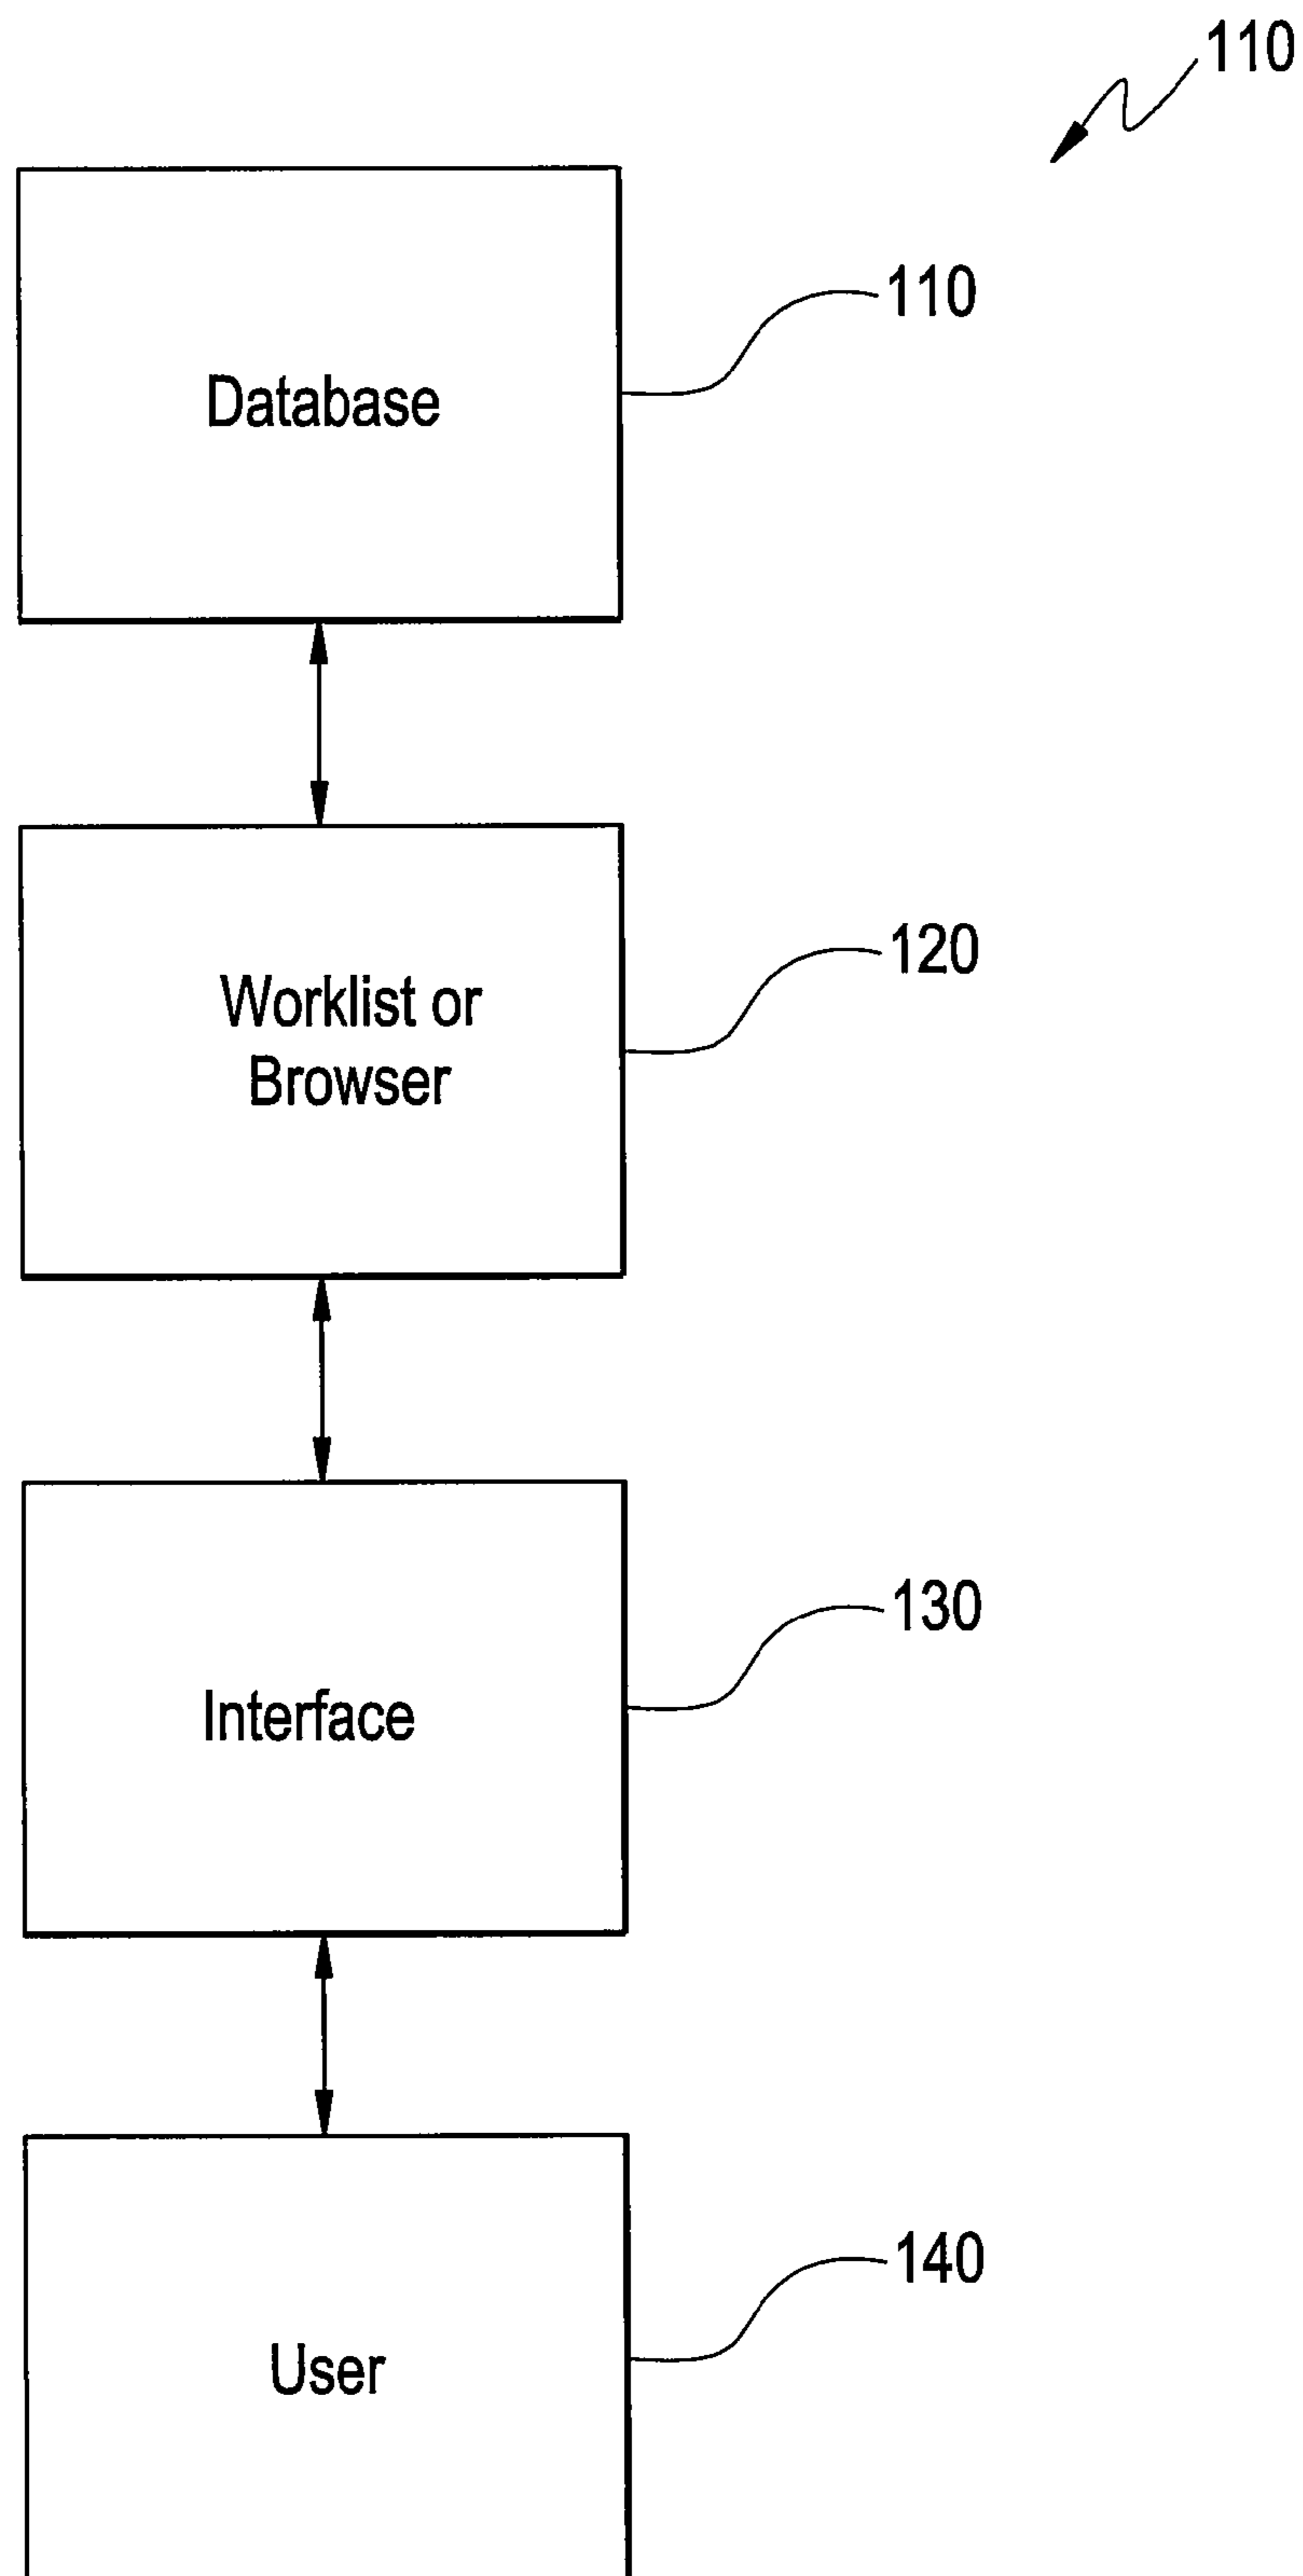 110
110
Database
120
Worklist or
Browser
130
Interface
140
User